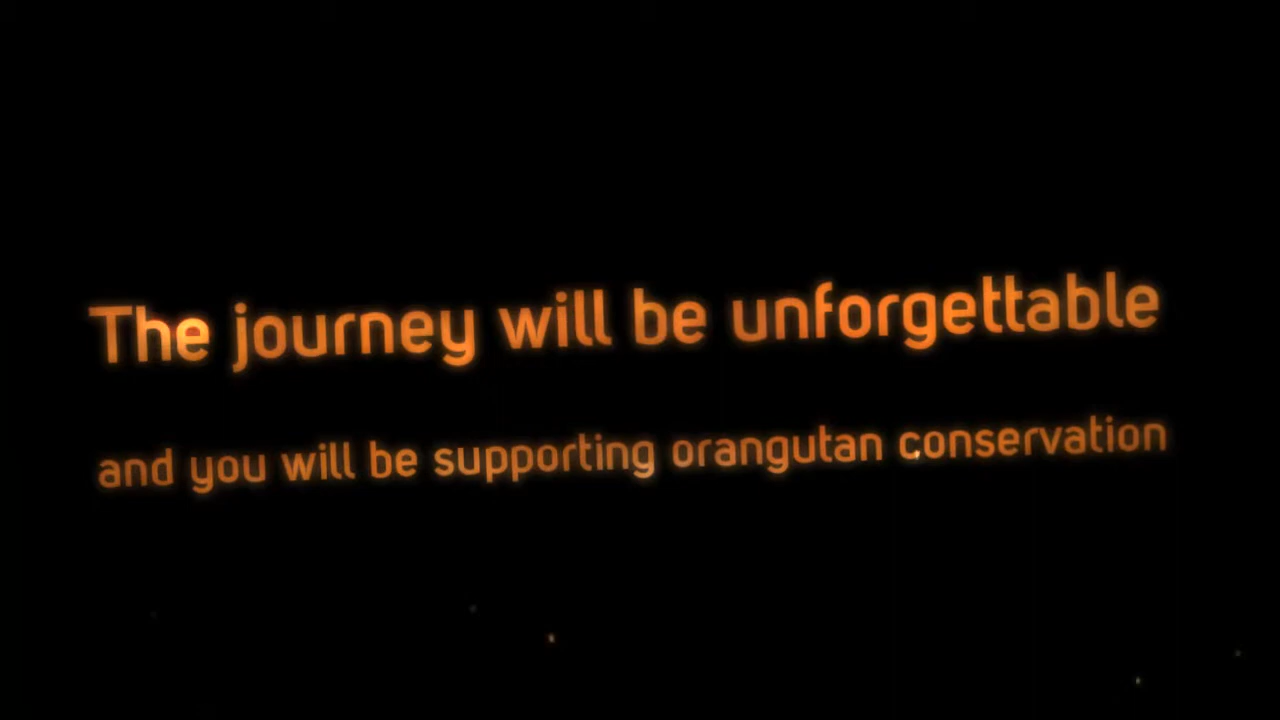 The journey will be unforgettable
and you will be supporting orangutan conservation